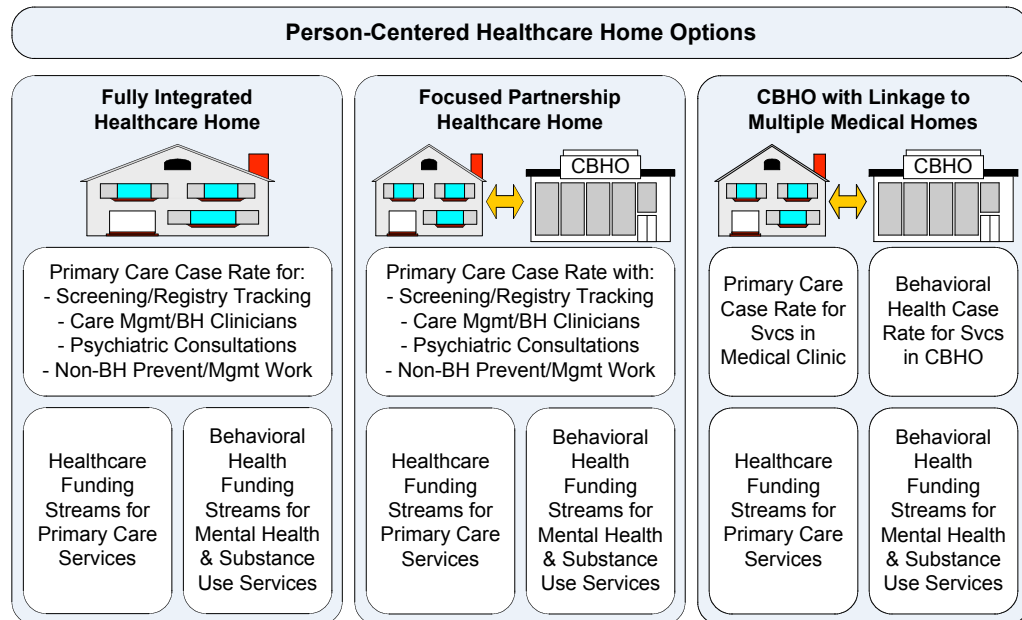 Person-Centered Healthcare Home Options
Fully Integrated
Healthcare Home
Primary Care Case Rate for:
- Screening/Registry Tracking
- Care Mgmt/BH Clinicians
- Psychiatric Consultations
- Non-BH Prevent/Mgmt Work
Healthcare
Funding
Streams for
Primary Care
Services
Behavioral
Health
Funding
Streams for
Mental Health
& Substance
Use Services
Focused Partnership
Healthcare Home
CBHO
Primary Care Case Rate with:
- Screening/Registry Tracking
- Care Mgmt/BH Clinicians
- Psychiatric Consultations
- Non-BH Prevent/Mgmt Work
Healthcare
Funding
Streams for
Primary Care
Services
Behavioral
Health
Funding
Streams for
Mental Health
& Substance
Use Services
CBHO with Linkage to
Multiple Medical Homes
CBHO
Primary Care
Case Rate for
Svcs in
Medical Clinic
Behavioral
Health Case
Rate for Svcs
in CBHO
Healthcare
Funding
Streams for
Primary Care
Services
Behavioral
Health
Funding
Streams for
Mental Health
& Substance
Use Services